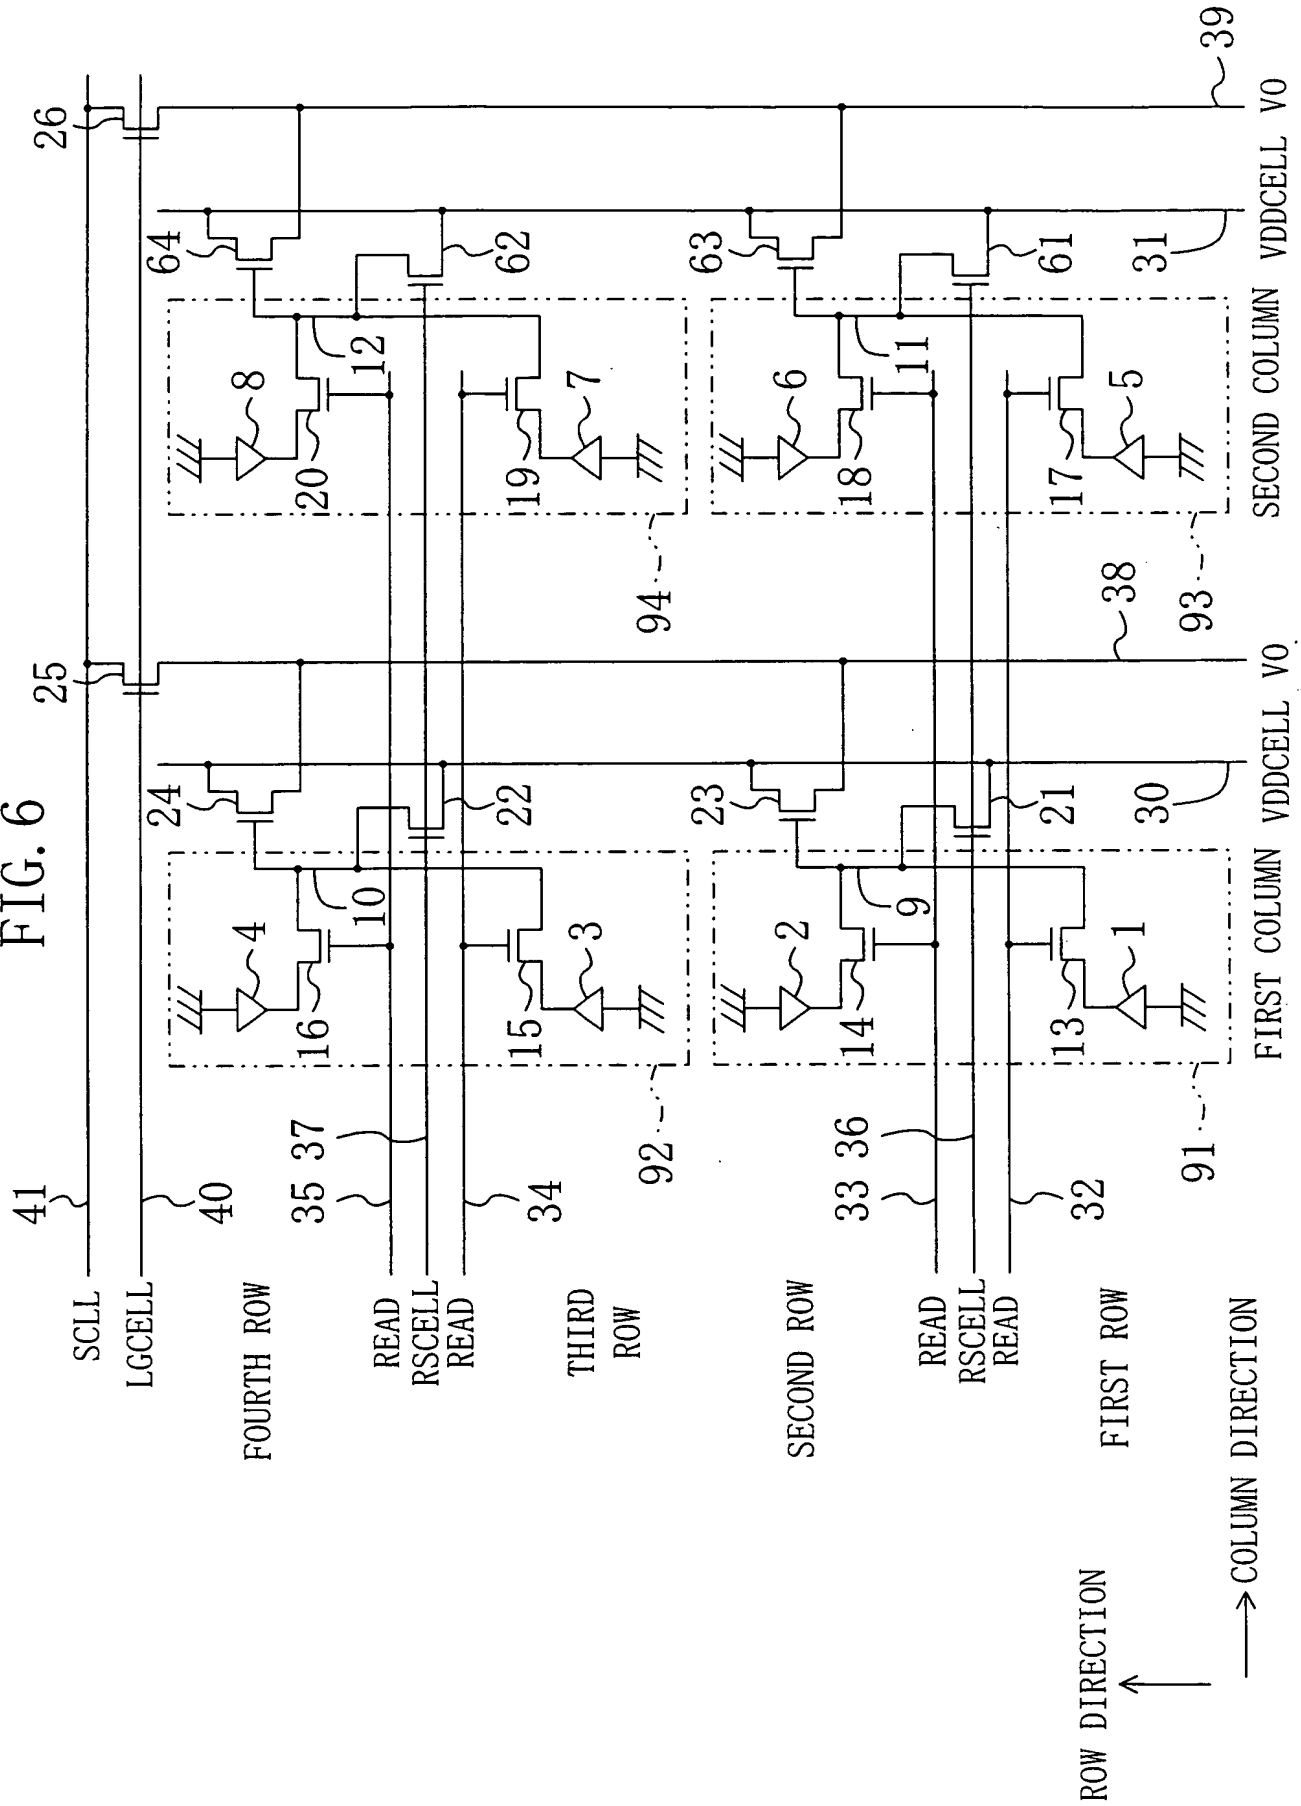 FIG. 6
SCLL
41
25
26
LGCELL
40
FOURTH ROW
4
16
10
24
8
20
12
64
READ
35
RSCELL
37
22
62
READ
34
THIRD
ROW
15
3
19
7
92
94
SECOND ROW
2
14
9
23
6
18
11
63
READ
33
RSCELL
36
21
61
READ
32
FIRST ROW
13
1
17
5
91
93
30
38
31
39
FIRST COLUMN
VDDCELL
VO
SECOND COLUMN
VDDCELL
VO
ROW DIRECTION
COLUMN DIRECTION